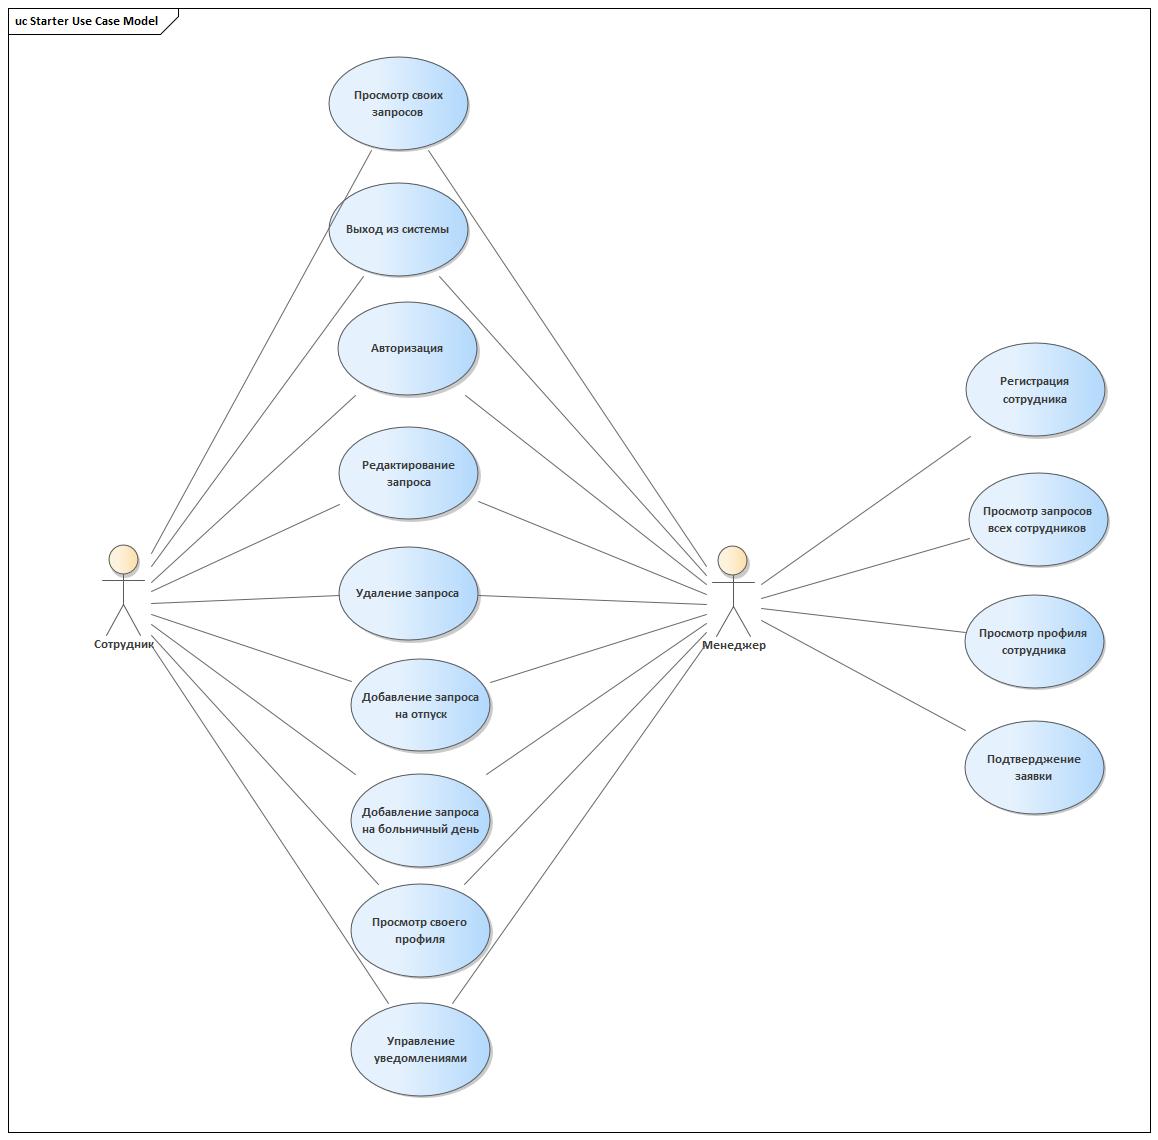 uc Starter Use Case Model
Просмотр своих
запросов
Выход из системы
Авторизация
Редактирование
запроса
Удаление запроса
Добавление запроса
на отпуск
Добавление запроса
на больничный день
Просмотр своего
профиля
Управление
уведомлениями
Сотрудник
Менеджер
Регистрация
сотрудника
Просмотр запросов
всех сотрудников
Просмотр профиля
сотрудника
Подтверджение
заявки